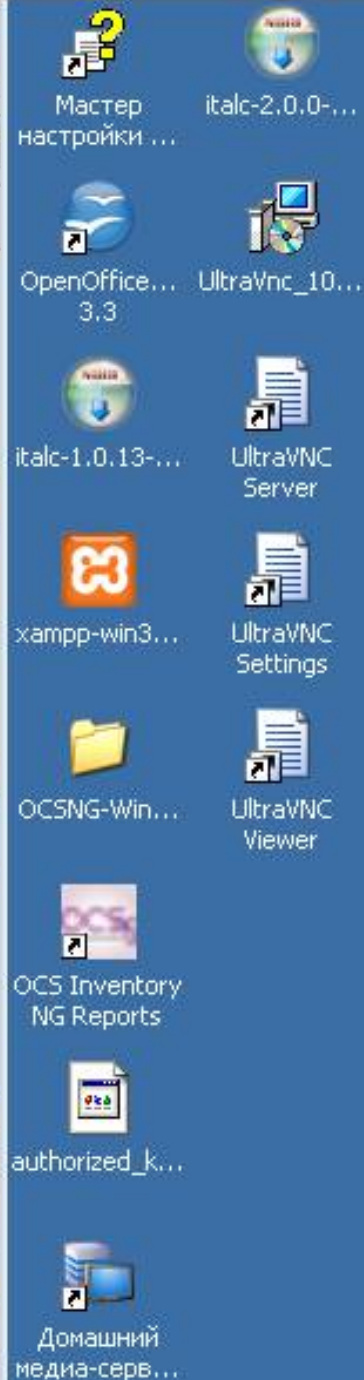 Мастер
настройки ...
OpenOffice...
3.3
italc-1.0.13-...
xampp-win3...
OCSNG-Win...
OCS Inventory
NG Reports
authorized_k...
Домашний
медиа-серв...
italc-2.0.0-...
UltraVnc_10...
UltraVNC
Server
UltraVNC
Settings
UltraVNC
Viewer